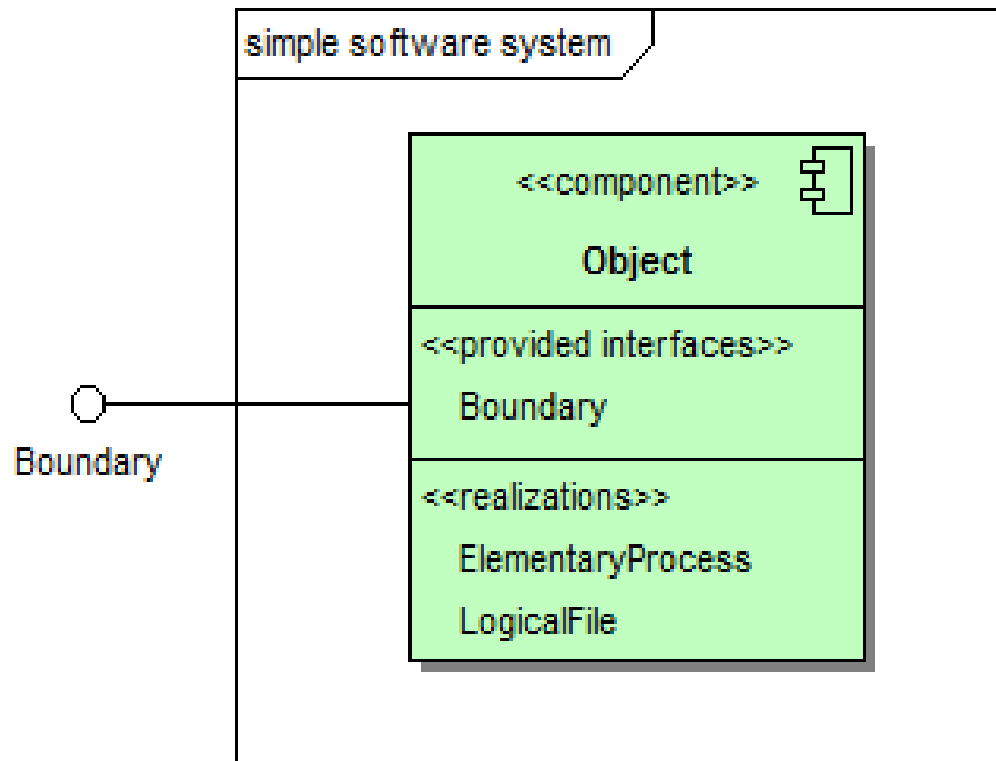 simple software system
<<component>>
Object
<<provided interfaces>>
Boundary
Boundary
<<realizations>>
ElementaryProcess
LogicalFile